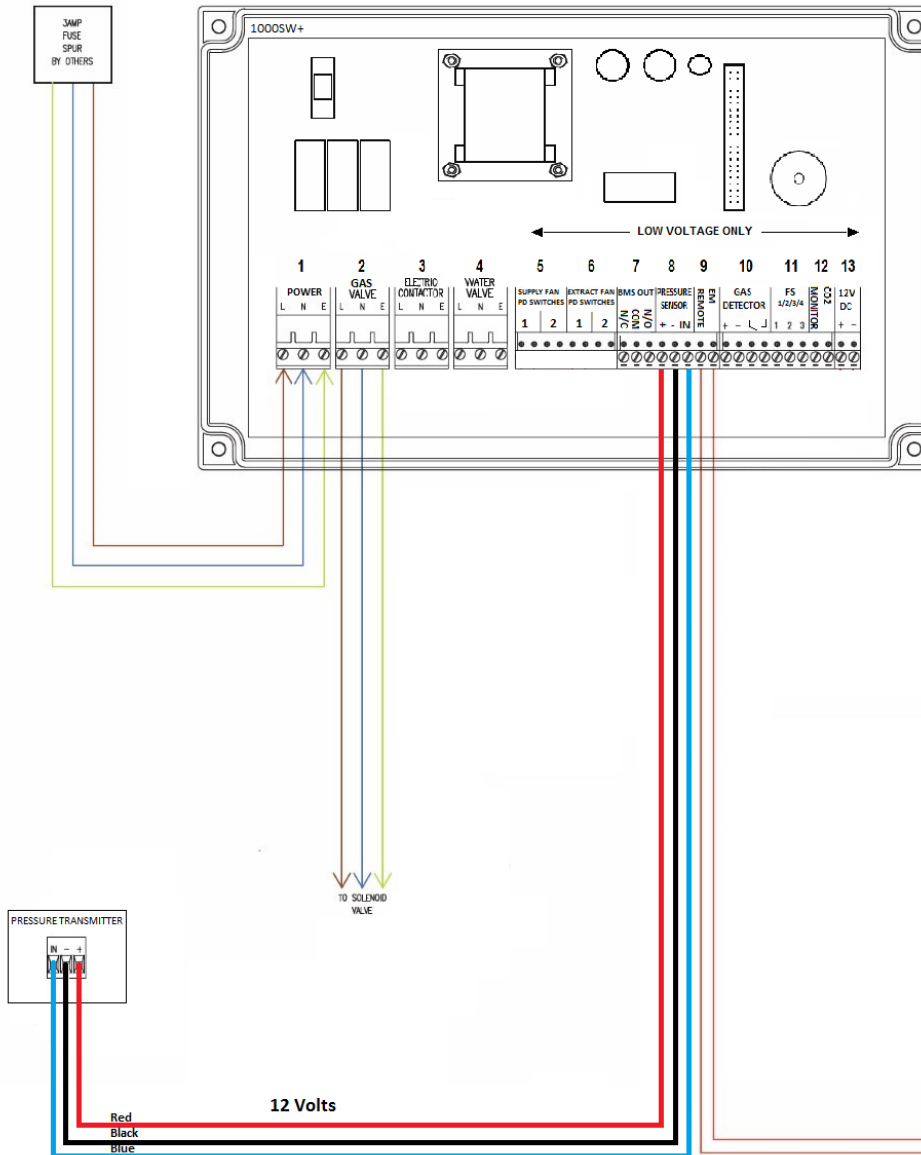 3AMP
FUSE
SPUR
BY OTHERS
1000SW+
LOW VOLTAGE ONLY
1 2 3 4 5 6 7 8 9 10 11 12 13
POWER
L N E
GAS
VALVE
L N E
ELECTRIC
CONTACTOR
L N E
WATER
VALVE
L N E
SUPPLY FAN
PD SWITCHES
1 2
EXTRACT FAN
PD SWITCHES
1 2
BMS OUT
N/C
COM
N/O
PRESSURE
SENSOR
+ - IN
REMOTE
EM
GAS
DETECTOR
+ -
FS
1/2/3/4
1 2 3
CO2
MONITOR
12V
DC
+ -
TO SOLENOID
VALVE
PRESSURE TRANSMITTER
IN - +
12 Volts
Red
Black
Blue